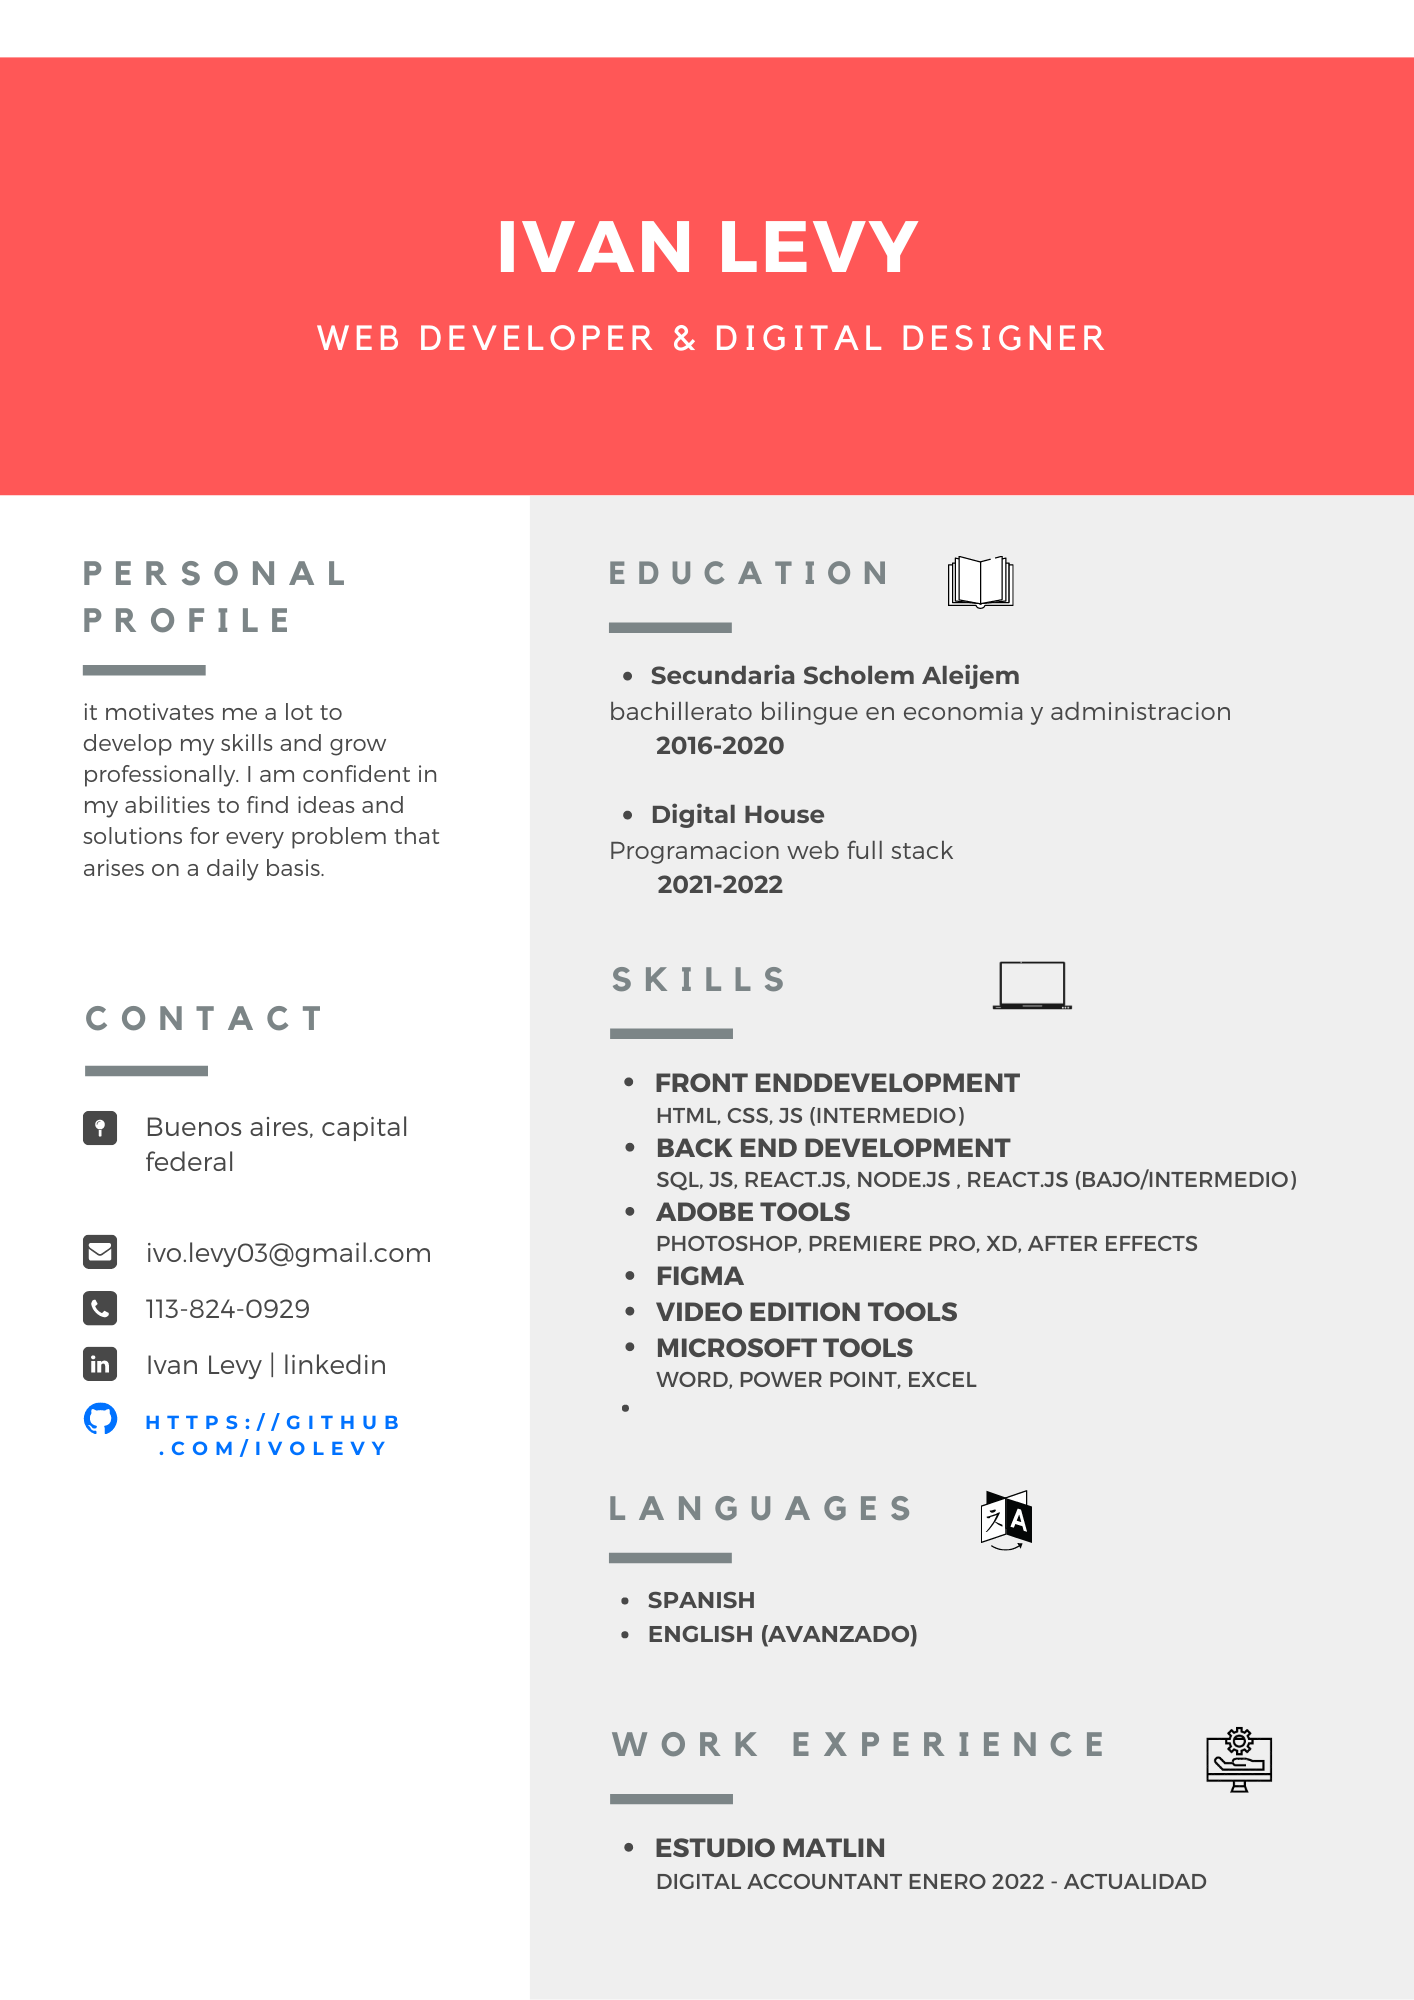 IVAN LEVY
WEB DEVELOPER & DIGITAL DESIGNER
PERSONAL
PROFILE
it motivates me a lot to
develop my skills and grow
professionally. I am confident in
my abilities to find ideas and
solutions for every problem that
arises on a daily basis.
CONTACT
Buenos aires, capital
federal
ivo.levy03@gmail.com
113-824-0929
Ivan Levy | linkedin
HTTPS://GITHUB
.COM/IVOLEVY
EDUCATION
• Secundaria Scholem Aleijem
bachillerato bilingue en economia y administracion
2016-2020
• Digital House
Programacion web full stack
2021-2022
SKILLS
• FRONT ENDDEVELOPMENT
HTML, CSS, JS (INTERMEDIO)
• BACK END DEVELOPMENT
SQL, JS, REACT.JS, NODE.JS , REACT.JS (BAJO/INTERMEDIO)
• ADOBE TOOLS
PHOTOSHOP, PREMIERE PRO, XD, AFTER EFFECTS
• FIGMA
• VIDEO EDITION TOOLS
• MICROSOFT TOOLS
WORD, POWER POINT, EXCEL
•
LANGUAGES
• SPANISH
• ENGLISH (AVANZADO)
WORK EXPERIENCE
• ESTUDIO MATLIN
DIGITAL ACCOUNTANT ENERO 2022 - ACTUALIDAD